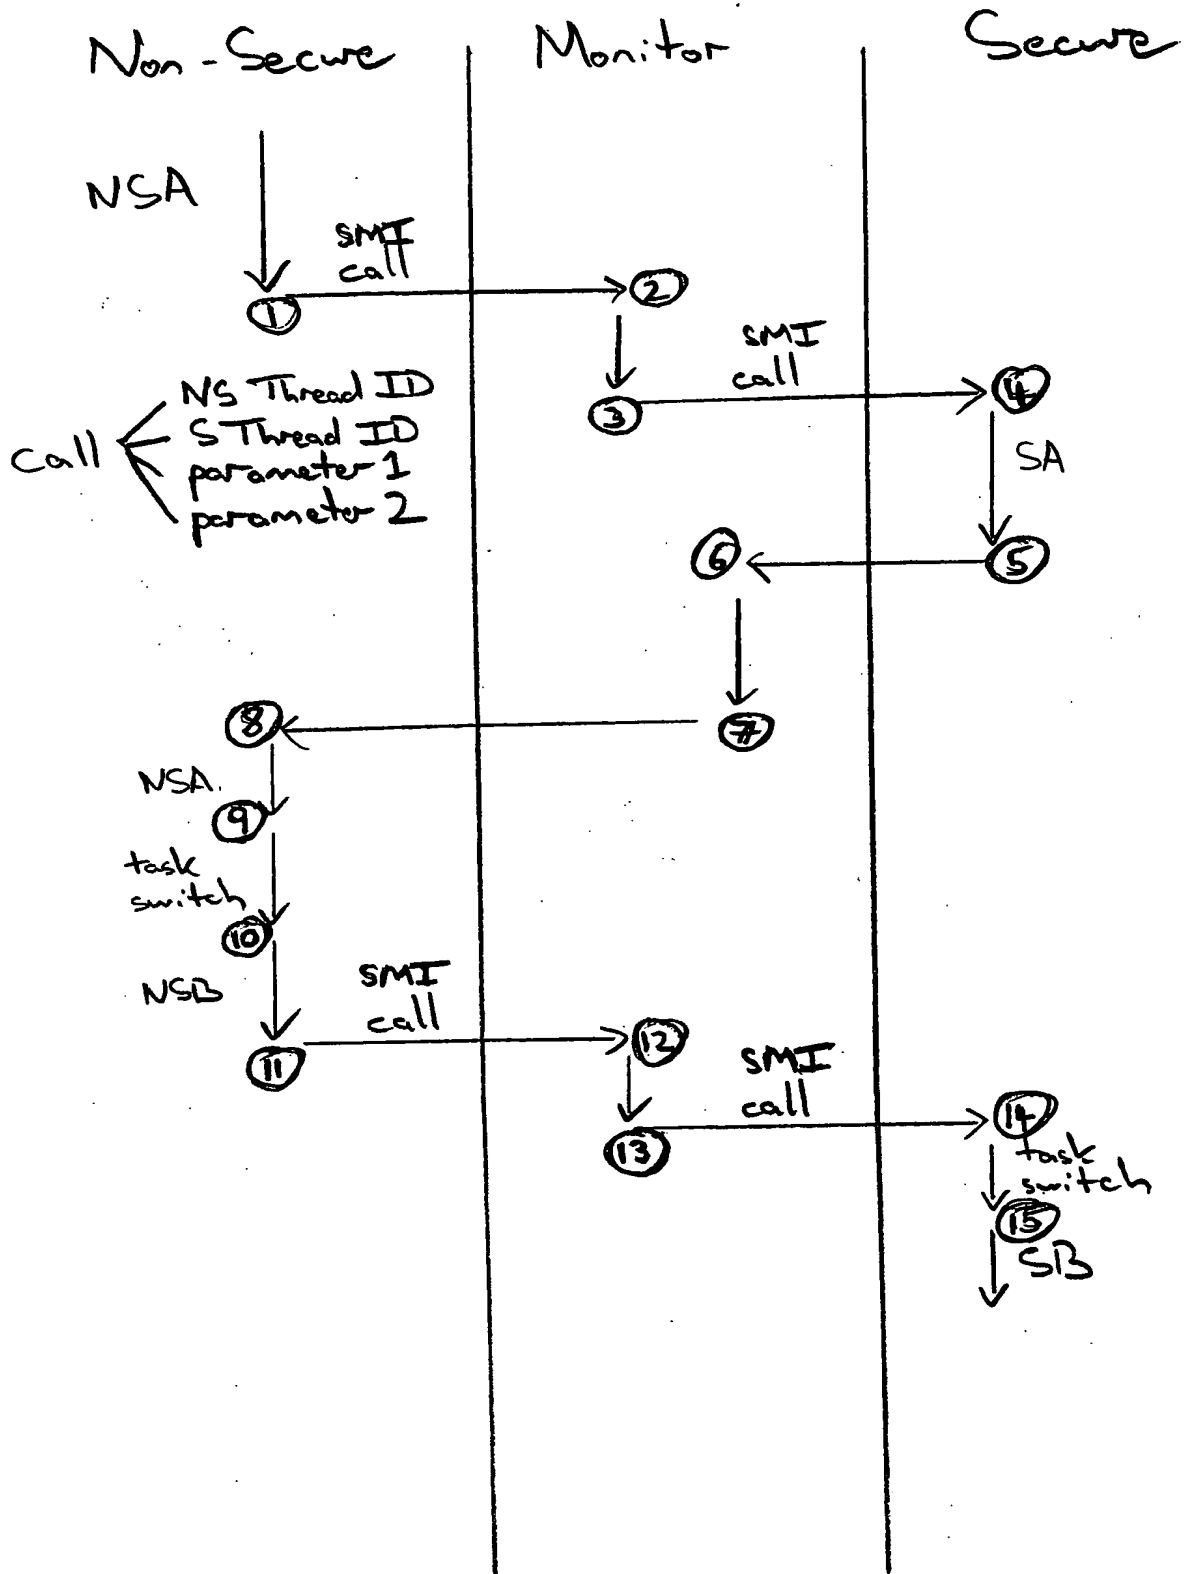 Non-Secure
Monitor
Secure
NSA
SMI
call
1
2
SMI
call
3
4
NS Thread ID
S Thread ID
Call
parameter 1
parameter 2
SA
6
5
8
7
NSA.
9
task
switch
10
NSB
SMI
call
11
12
SMI
call
13
14
task
switch
15
SB